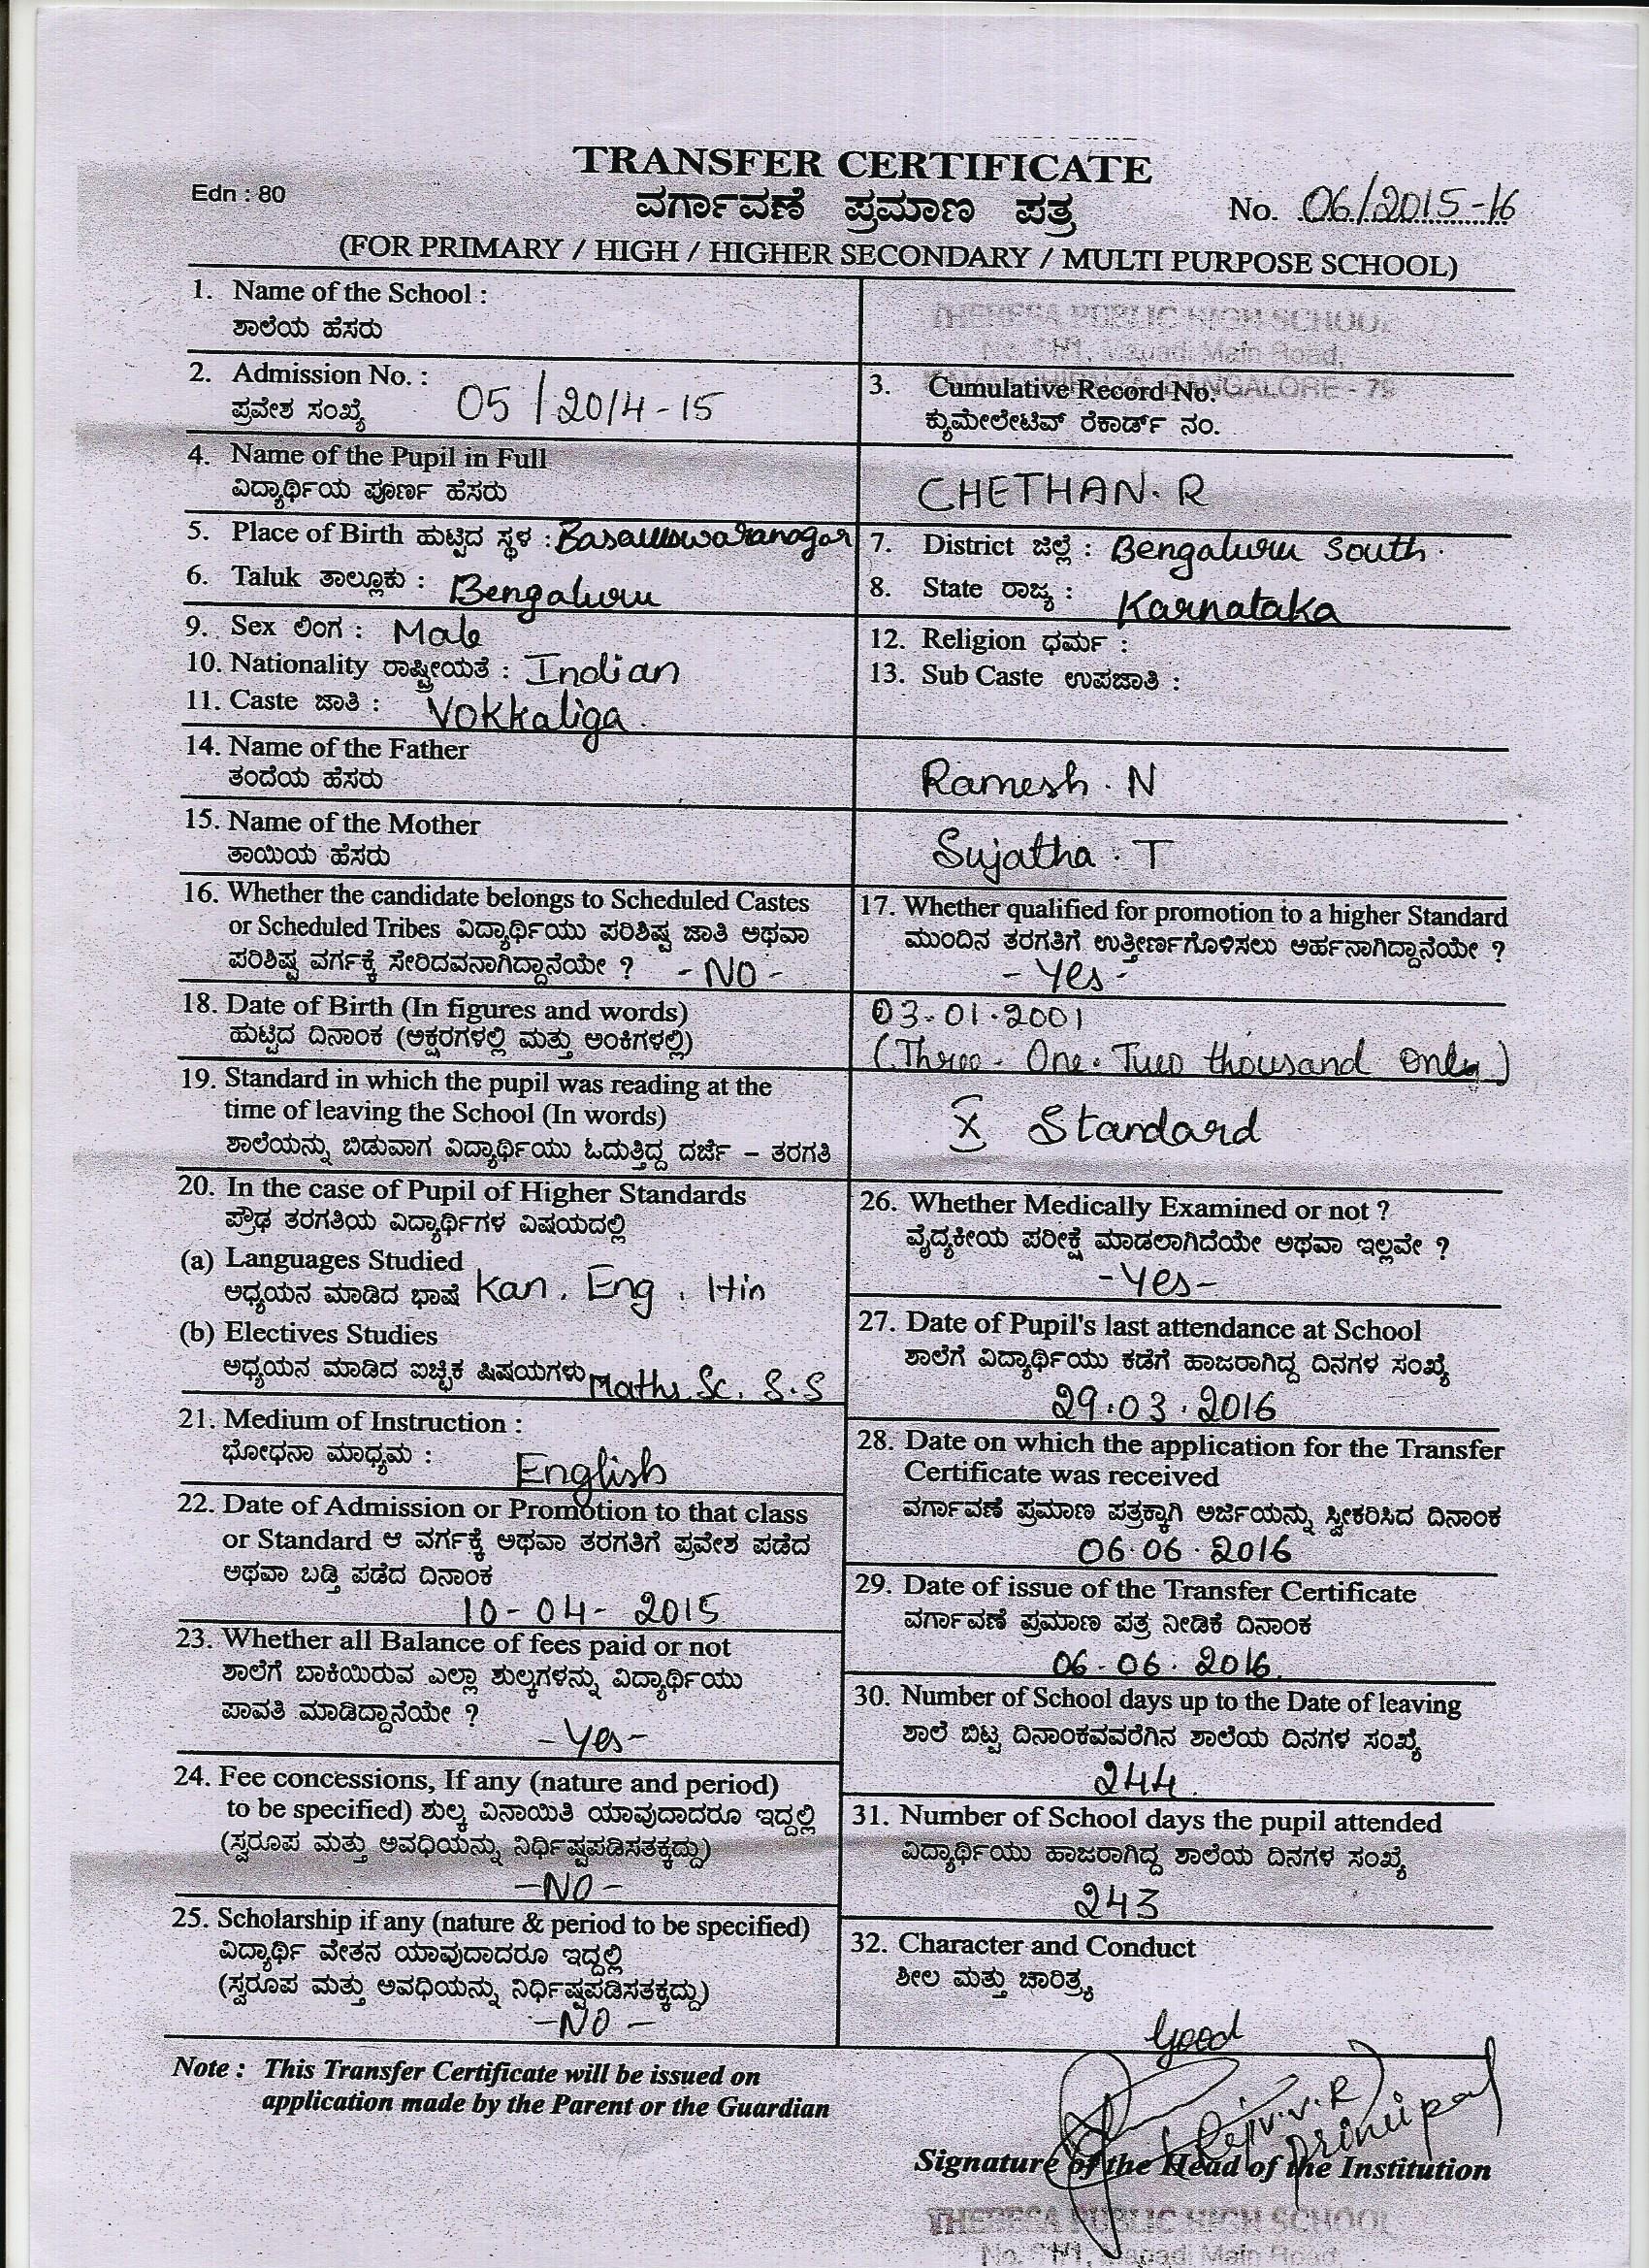 TRANSFER CERTIFICATE
Edn : 80
ವರ್ಗಾವಣೆ ಪ್ರಮಾಣ ಪತ್ರ
No. 06/2015-16
(FOR PRIMARY / HIGH / HIGHER SECONDARY / MULTI PURPOSE SCHOOL)
1. Name of the School :
ಶಾಲೆಯ ಹೆಸರು
THERESA PUBLIC HIGH SCHOOL
Main Road,
BANGALORE - 79
2. Admission No. :
ಪ್ರವೇಶ ಸಂಖ್ಯೆ 05/2014-15
3. Cumulative Record No.
ಕ್ಯುಮೇಲೇಟಿವ್ ರೆಕಾರ್ಡ್ ನಂ.
4. Name of the Pupil in Full
ವಿದ್ಯಾರ್ಥಿಯ ಪೂರ್ಣ ಹೆಸರು
CHETHAN. R
5. Place of Birth ಹುಟ್ಟಿದ ಸ್ಥಳ : Basaweswaranagar
6. Taluk ತಾಲ್ಲೂಕು : Bengaluru
7. District ಜಿಲ್ಲೆ : Bengaluru South.
8. State ರಾಜ್ಯ : Karnataka
9. Sex ಲಿಂಗ : Male
10. Nationality ರಾಷ್ಟ್ರೀಯತೆ : Indian
11. Caste ಜಾತಿ : Vokkaliga.
12. Religion ಧರ್ಮ :
13. Sub Caste ಉಪಜಾತಿ :
14. Name of the Father
ತಂದೆಯ ಹೆಸರು
Ramesh. N
15. Name of the Mother
ತಾಯಿಯ ಹೆಸರು
Sujatha. T
16. Whether the candidate belongs to Scheduled Castes
or Scheduled Tribes ವಿದ್ಯಾರ್ಥಿಯು ಪರಿಶಿಷ್ಟ ಜಾತಿ ಅಥವಾ
ಪರಿಶಿಷ್ಟ ವರ್ಗಕ್ಕೆ ಸೇರಿದವನಾಗಿದ್ದಾನೆಯೇ ? - NO -
17. Whether qualified for promotion to a higher Standard
ಮುಂದಿನ ತರಗತಿಗೆ ಉತ್ತೀರ್ಣಗೊಳಿಸಲು ಅರ್ಹನಾಗಿದ್ದಾನೆಯೇ ?
- Yes -
18. Date of Birth (In figures and words)
ಹುಟ್ಟಿದ ದಿನಾಂಕ (ಅಕ್ಷರಗಳಲ್ಲಿ ಮತ್ತು ಅಂಕಿಗಳಲ್ಲಿ)
03-01-2001
(Three - One. Two thousand only)
19. Standard in which the pupil was reading at the
time of leaving the School (In words)
ಶಾಲೆಯನ್ನು ಬಿಡುವಾಗ ವಿದ್ಯಾರ್ಥಿಯು ಓದುತ್ತಿದ್ದ ದರ್ಜೆ – ತರಗತಿ
X Standard
20. In the case of Pupil of Higher Standards
ಪ್ರೌಢ ತರಗತಿಯ ವಿದ್ಯಾರ್ಥಿಗಳ ವಿಷಯದಲ್ಲಿ
(a) Languages Studied
ಅಧ್ಯಯನ ಮಾಡಿದ ಭಾಷೆ Kan. Eng. Hin
(b) Electives Studies
ಅಧ್ಯಯನ ಮಾಡಿದ ಐಚ್ಛಿಕ ಷಿಷಯಗಳು Maths, Sc. S.S
21. Medium of Instruction :
ಭೋಧನಾ ಮಾಧ್ಯಮ : English
22. Date of Admission or Promotion to that class
or Standard ಆ ವರ್ಗಕ್ಕೆ ಅಥವಾ ತರಗತಿಗೆ ಪ್ರವೇಶ ಪಡೆದ
ಅಥವಾ ಬಡ್ತಿ ಪಡೆದ ದಿನಾಂಕ
10-04-2015
23. Whether all Balance of fees paid or not
ಶಾಲೆಗೆ ಬಾಕಿಯಿರುವ ಎಲ್ಲಾ ಶುಲ್ಕಗಳನ್ನು ವಿದ್ಯಾರ್ಥಿಯು
ಪಾವತಿ ಮಾಡಿದ್ದಾನೆಯೇ ?
- Yes -
24. Fee concessions, If any (nature and period)
to be specified) ಶುಲ್ಕ ವಿನಾಯಿತಿ ಯಾವುದಾದರೂ ಇದ್ದಲ್ಲಿ
(ಸ್ವರೂಪ ಮತ್ತು ಅವಧಿಯನ್ನು ನಿರ್ಧಿಷ್ಟಪಡಿಸತಕ್ಕದ್ದು)
- NO -
25. Scholarship if any (nature & period to be specified)
ವಿದ್ಯಾರ್ಥಿ ವೇತನ ಯಾವುದಾದರೂ ಇದ್ದಲ್ಲಿ
(ಸ್ವರೂಪ ಮತ್ತು ಅವಧಿಯನ್ನು ನಿರ್ಧಿಷ್ಟಪಡಿಸತಕ್ಕದ್ದು)
- NO -
26. Whether Medically Examined or not ?
ವೈದ್ಯಕೀಯ ಪರೀಕ್ಷೆ ಮಾಡಲಾಗಿದೆಯೇ ಅಥವಾ ಇಲ್ಲವೇ ?
- Yes -
27. Date of Pupil's last attendance at School
ಶಾಲೆಗೆ ವಿದ್ಯಾರ್ಥಿಯು ಕಡೆಗೆ ಹಾಜರಾಗಿದ್ದ ದಿನಗಳ ಸಂಖ್ಯೆ
29.03.2016
28. Date on which the application for the Transfer
Certificate was received
ವರ್ಗಾವಣೆ ಪ್ರಮಾಣ ಪತ್ರಕ್ಕಾಗಿ ಅರ್ಜಿಯನ್ನು ಸ್ವೀಕರಿಸಿದ ದಿನಾಂಕ
06.06.2016
29. Date of issue of the Transfer Certificate
ವರ್ಗಾವಣೆ ಪ್ರಮಾಣ ಪತ್ರ ನೀಡಿಕೆ ದಿನಾಂಕ
06-06.2016
30. Number of School days up to the Date of leaving
ಶಾಲೆ ಬಿಟ್ಟ ದಿನಾಂಕವವರೆಗಿನ ಶಾಲೆಯ ದಿನಗಳ ಸಂಖ್ಯೆ
244
31. Number of School days the pupil attended
ವಿದ್ಯಾರ್ಥಿಯು ಹಾಜರಾಗಿದ್ದ ಶಾಲೆಯ ದಿನಗಳ ಸಂಖ್ಯೆ
243
32. Character and Conduct
ಶೀಲ ಮತ್ತು ಚಾರಿತ್ರ್ಯ
Good
Note : This Transfer Certificate will be issued on
application made by the Parent or the Guardian
Principal
Signature of the Head of the Institution
THERESA PUBLIC HIGH SCHOOL
Main Road